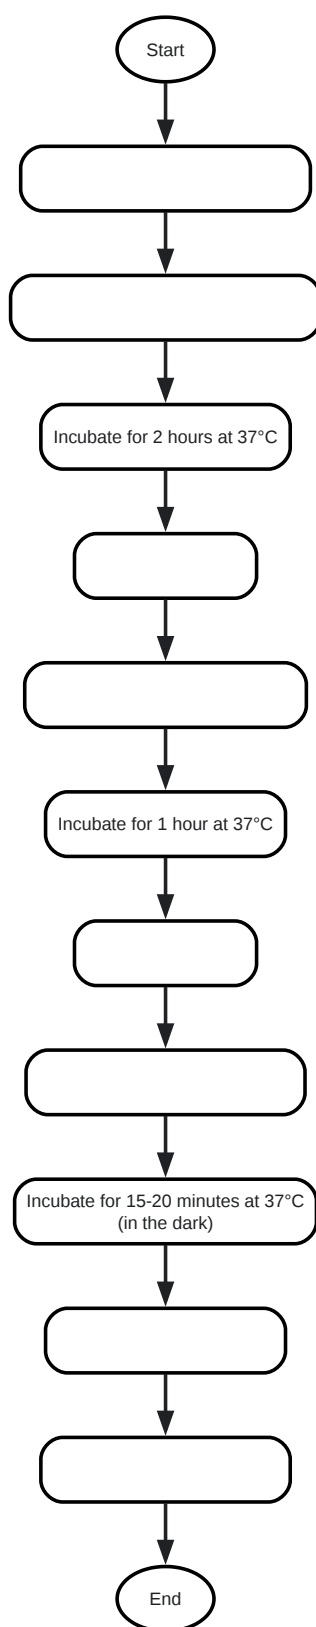 Start
Incubate for 2 hours at 37°C
Incubate for 1 hour at 37°C
Incubate for 15-20 minutes at 37°C
(in the dark)
End